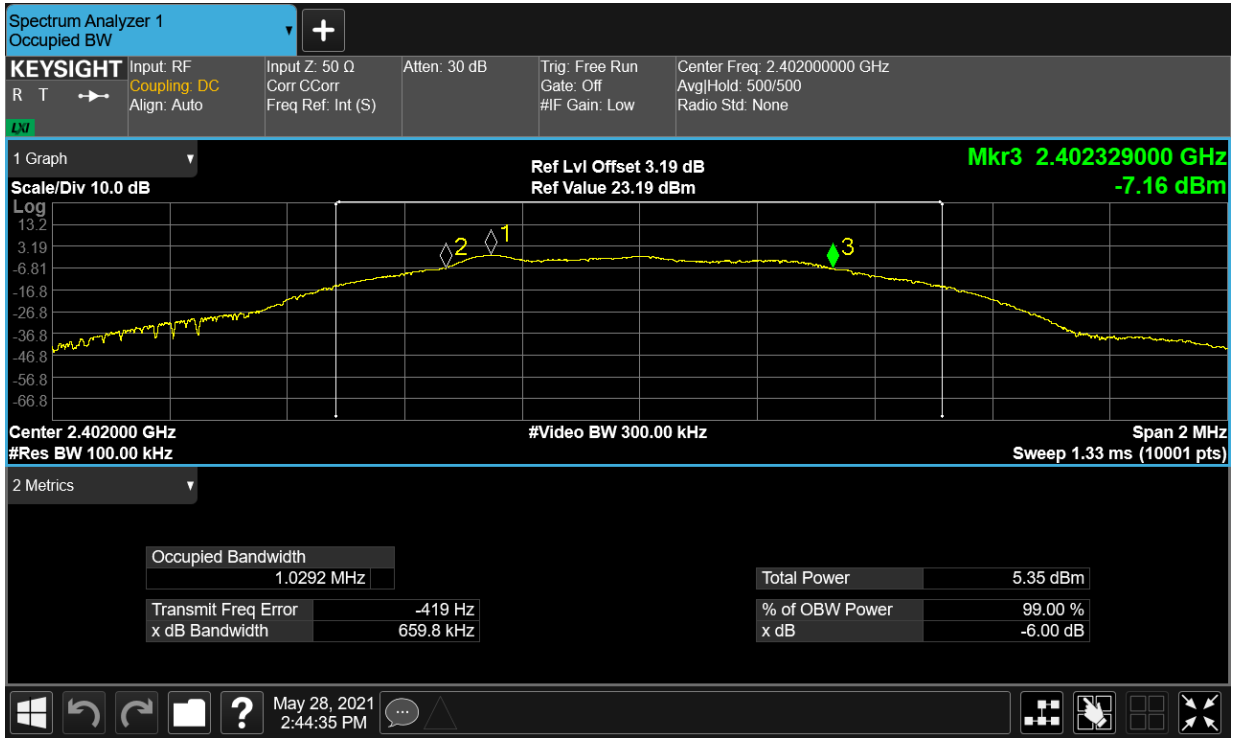 Spectrum Analyzer 1
Occupied BW
KEYSIGHT
R T
LXI
Input: RF
Coupling: DC
Align: Auto
Input Z: 50 Ω
Corr CCorr
Freq Ref: Int (S)
Atten: 30 dB
Trig: Free Run
Gate: Off
#IF Gain: Low
Center Freq: 2.402000000 GHz
Avg|Hold: 500/500
Radio Std: None
1 Graph
Scale/Div 10.0 dB
Ref Lvl Offset 3.19 dB
Ref Value 23.19 dBm
Mkr3 2.402329000 GHz
-7.16 dBm
Log
13.2
3.19
-6.81
-16.8
-26.8
-36.8
-46.8
-56.8
-66.8
2
1
3
Center 2.402000 GHz
#Res BW 100.00 kHz
#Video BW 300.00 kHz
Span 2 MHz
Sweep 1.33 ms (10001 pts)
2 Metrics
Occupied Bandwidth
1.0292 MHz
Transmit Freq Error -419 Hz
x dB Bandwidth 659.8 kHz
Total Power 5.35 dBm
% of OBW Power 99.00 %
x dB -6.00 dB
?
May 28, 2021
2:44:35 PM